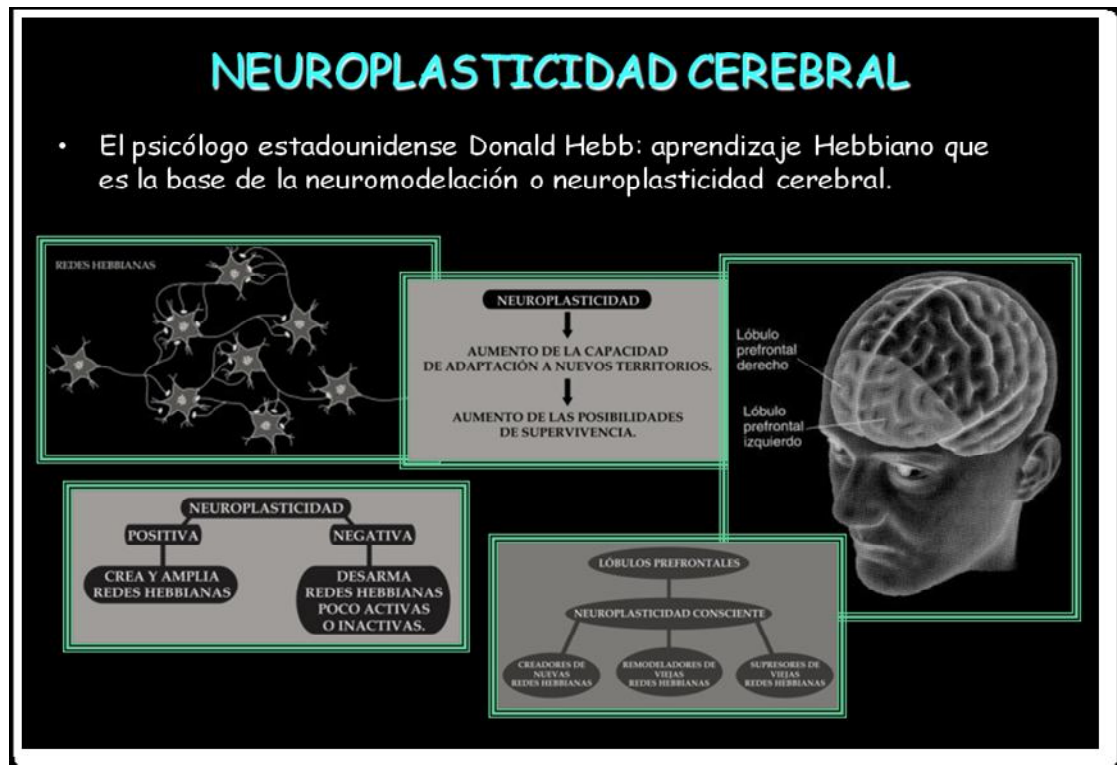 NEUROPLASTICIDAD CEREBRAL
• El psicólogo estadounidense Donald Hebb: aprendizaje Hebbiano que
es la base de la neuromodelación o neuroplasticidad cerebral.
REDES HEBBIANAS
NEUROPLASTICIDAD
AUMENTO DE LA CAPACIDAD
DE ADAPTACIÓN A NUEVOS TERRITORIOS.
AUMENTO DE LAS POSIBILIDADES
DE SUPERVIVENCIA.
Lóbulo
prefrontal
derecho
Lóbulo
prefrontal
izquierdo
NEUROPLASTICIDAD
POSITIVA
NEGATIVA
CREA Y AMPLIA
REDES HEBBIANAS
DESARMA
REDES HEBBIANAS
POCO ACTIVAS
O INACTIVAS.
LÓBULOS PREFRONTALES
NEUROPLASTICIDAD CONSCIENTE
CREADORES DE
NUEVAS
REDES HEBBIANAS
REMODELADORES DE
VIEJAS
REDES HEBBIANAS
SUPRESORES DE
VIEJAS
REDES HEBBIANAS